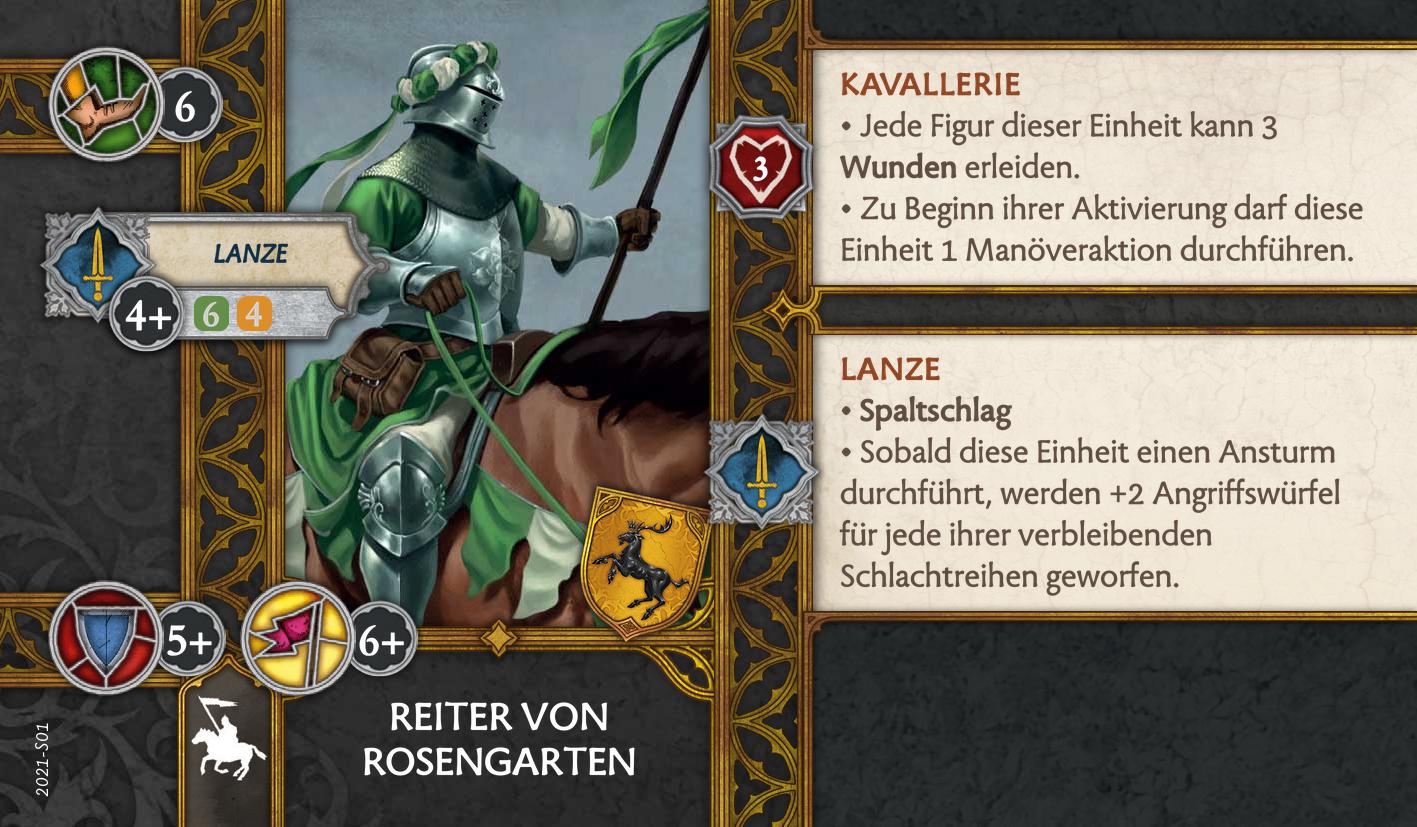 6
LANZE
4+ 6 4
5+ 6+
REITER VON
ROSENGARTEN
2021-S01
3
KAVALLERIE
• Jede Figur dieser Einheit kann 3
Wunden erleiden.
• Zu Beginn ihrer Aktivierung darf diese
Einheit 1 Manöveraktion durchführen.
LANZE
• Spaltschlag
• Sobald diese Einheit einen Ansturm
durchführt, werden +2 Angriffswürfel
für jede ihrer verbleibenden
Schlachtreihen geworfen.